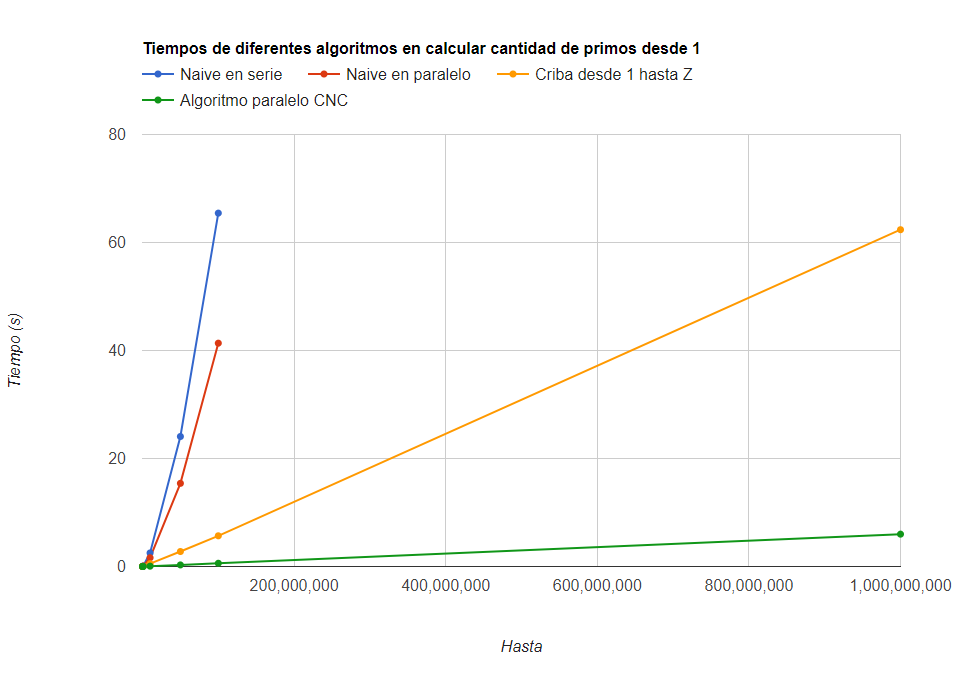 Tiempos de diferentes algoritmos en calcular cantidad de primos desde 1
Naive en serie Naive en paralelo Criba desde 1 hasta Z
Algoritmo paralelo CNC
80
60
40
20
0
Tiempo (s)
200,000,000 400,000,000 600,000,000 800,000,000 1,000,000,000
Hasta